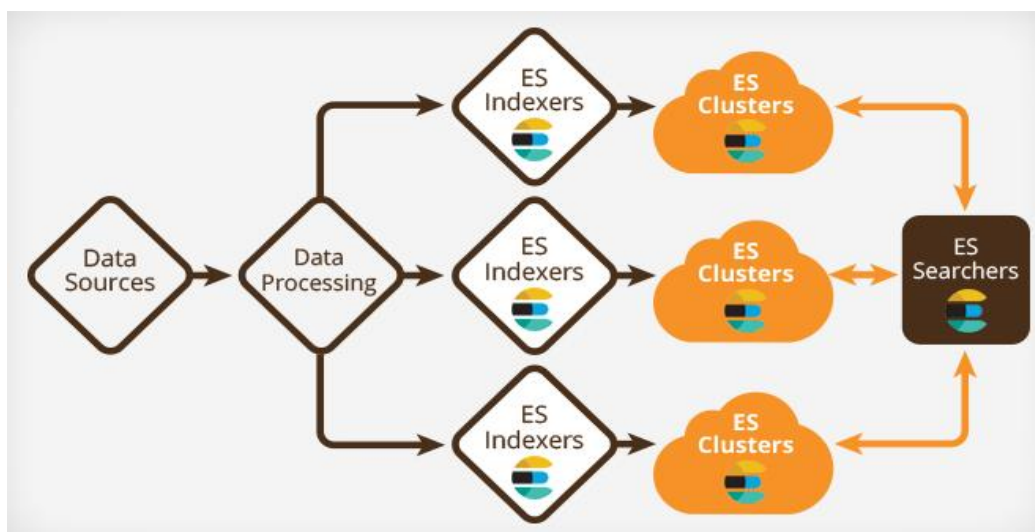 Data
Sources
Data
Processing
ES
Indexers
ES
Clusters
ES
Indexers
ES
Clusters
ES
Indexers
ES
Clusters
ES
Searchers